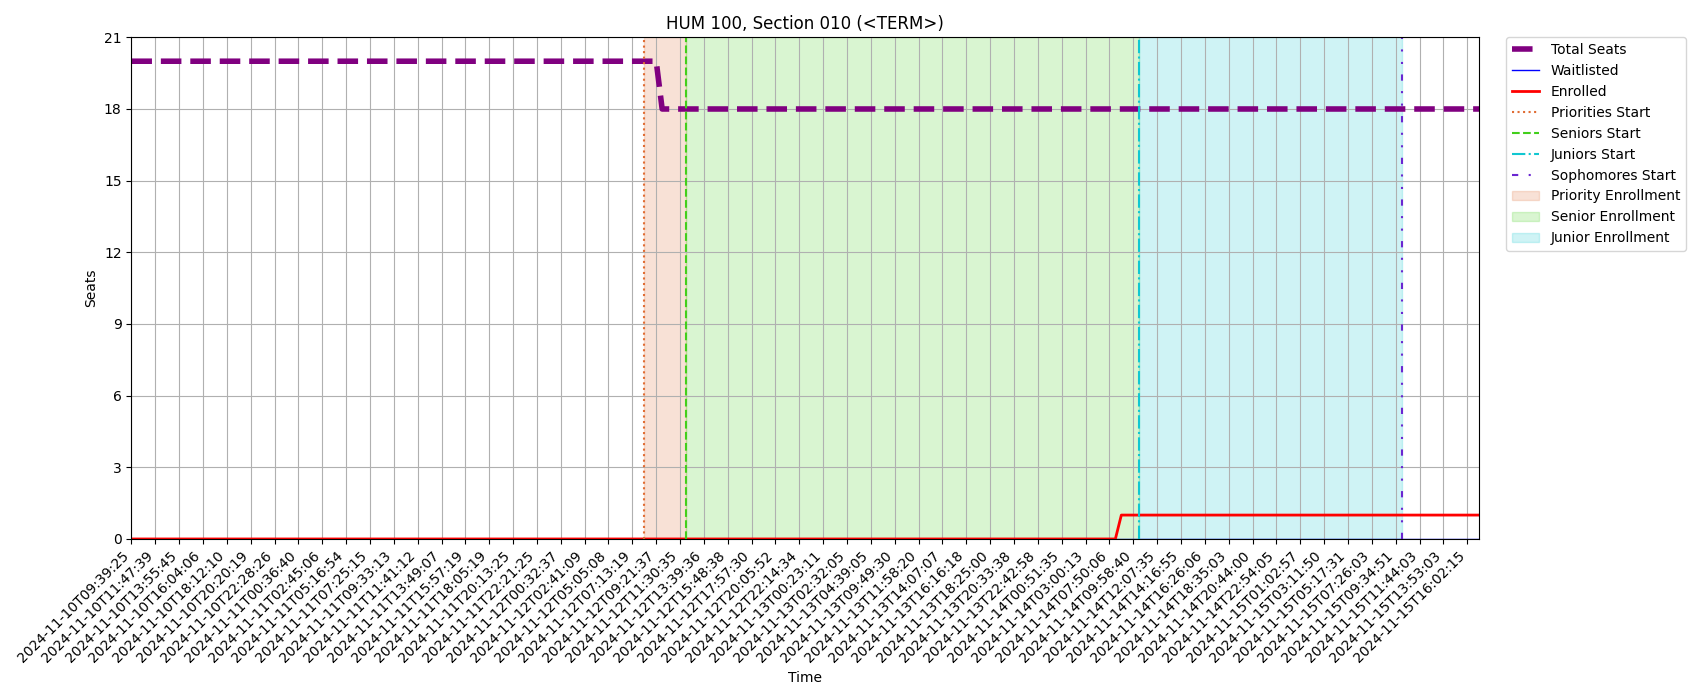 HUM 100, Section 010 (<TERM>)
21
18
15
12
9
6
3
0
Seats
2024-11-10T09:39:25
2024-11-10T11:47:39
2024-11-10T13:55:45
2024-11-10T16:04:06
2024-11-10T18:12:10
2024-11-10T20:20:19
2024-11-10T22:28:26
2024-11-11T00:36:40
2024-11-11T02:45:06
2024-11-11T05:16:54
2024-11-11T07:25:15
2024-11-11T09:33:13
2024-11-11T11:41:12
2024-11-11T13:49:07
2024-11-11T15:57:19
2024-11-11T18:05:19
2024-11-11T20:13:25
2024-11-11T22:21:25
2024-11-12T00:32:37
2024-11-12T02:41:09
2024-11-12T05:05:08
2024-11-12T07:13:19
2024-11-12T09:21:37
2024-11-12T11:30:35
2024-11-12T13:39:36
2024-11-12T15:48:38
2024-11-12T17:57:30
2024-11-12T20:05:52
2024-11-12T22:14:34
2024-11-13T00:23:11
2024-11-13T02:32:05
2024-11-13T04:39:05
2024-11-13T09:49:30
2024-11-13T11:58:20
2024-11-13T14:07:07
2024-11-13T16:16:18
2024-11-13T18:25:00
2024-11-13T20:33:38
2024-11-13T22:42:58
2024-11-14T00:51:35
2024-11-14T03:00:13
2024-11-14T07:50:06
2024-11-14T09:58:40
2024-11-14T12:07:35
2024-11-14T14:16:55
2024-11-14T16:26:06
2024-11-14T18:35:03
2024-11-14T20:44:00
2024-11-14T22:54:05
2024-11-15T01:02:57
2024-11-15T03:11:50
2024-11-15T05:17:31
2024-11-15T07:26:03
2024-11-15T09:34:51
2024-11-15T11:44:03
2024-11-15T13:53:03
2024-11-15T16:02:15
Time
Total Seats
Waitlisted
Enrolled
Priorities Start
Seniors Start
Juniors Start
Sophomores Start
Priority Enrollment
Senior Enrollment
Junior Enrollment